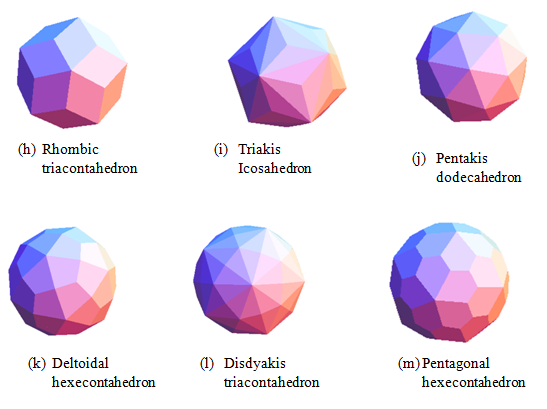 (h) Rhombic
triacontahedron
(i) Triakis
Icosahedron
(j) Pentakis
dodecahedron
(k) Deltoidal
hexecontahedron
(l) Disdyakis
triacontahedron
(m) Pentagonal
hexecontahedron